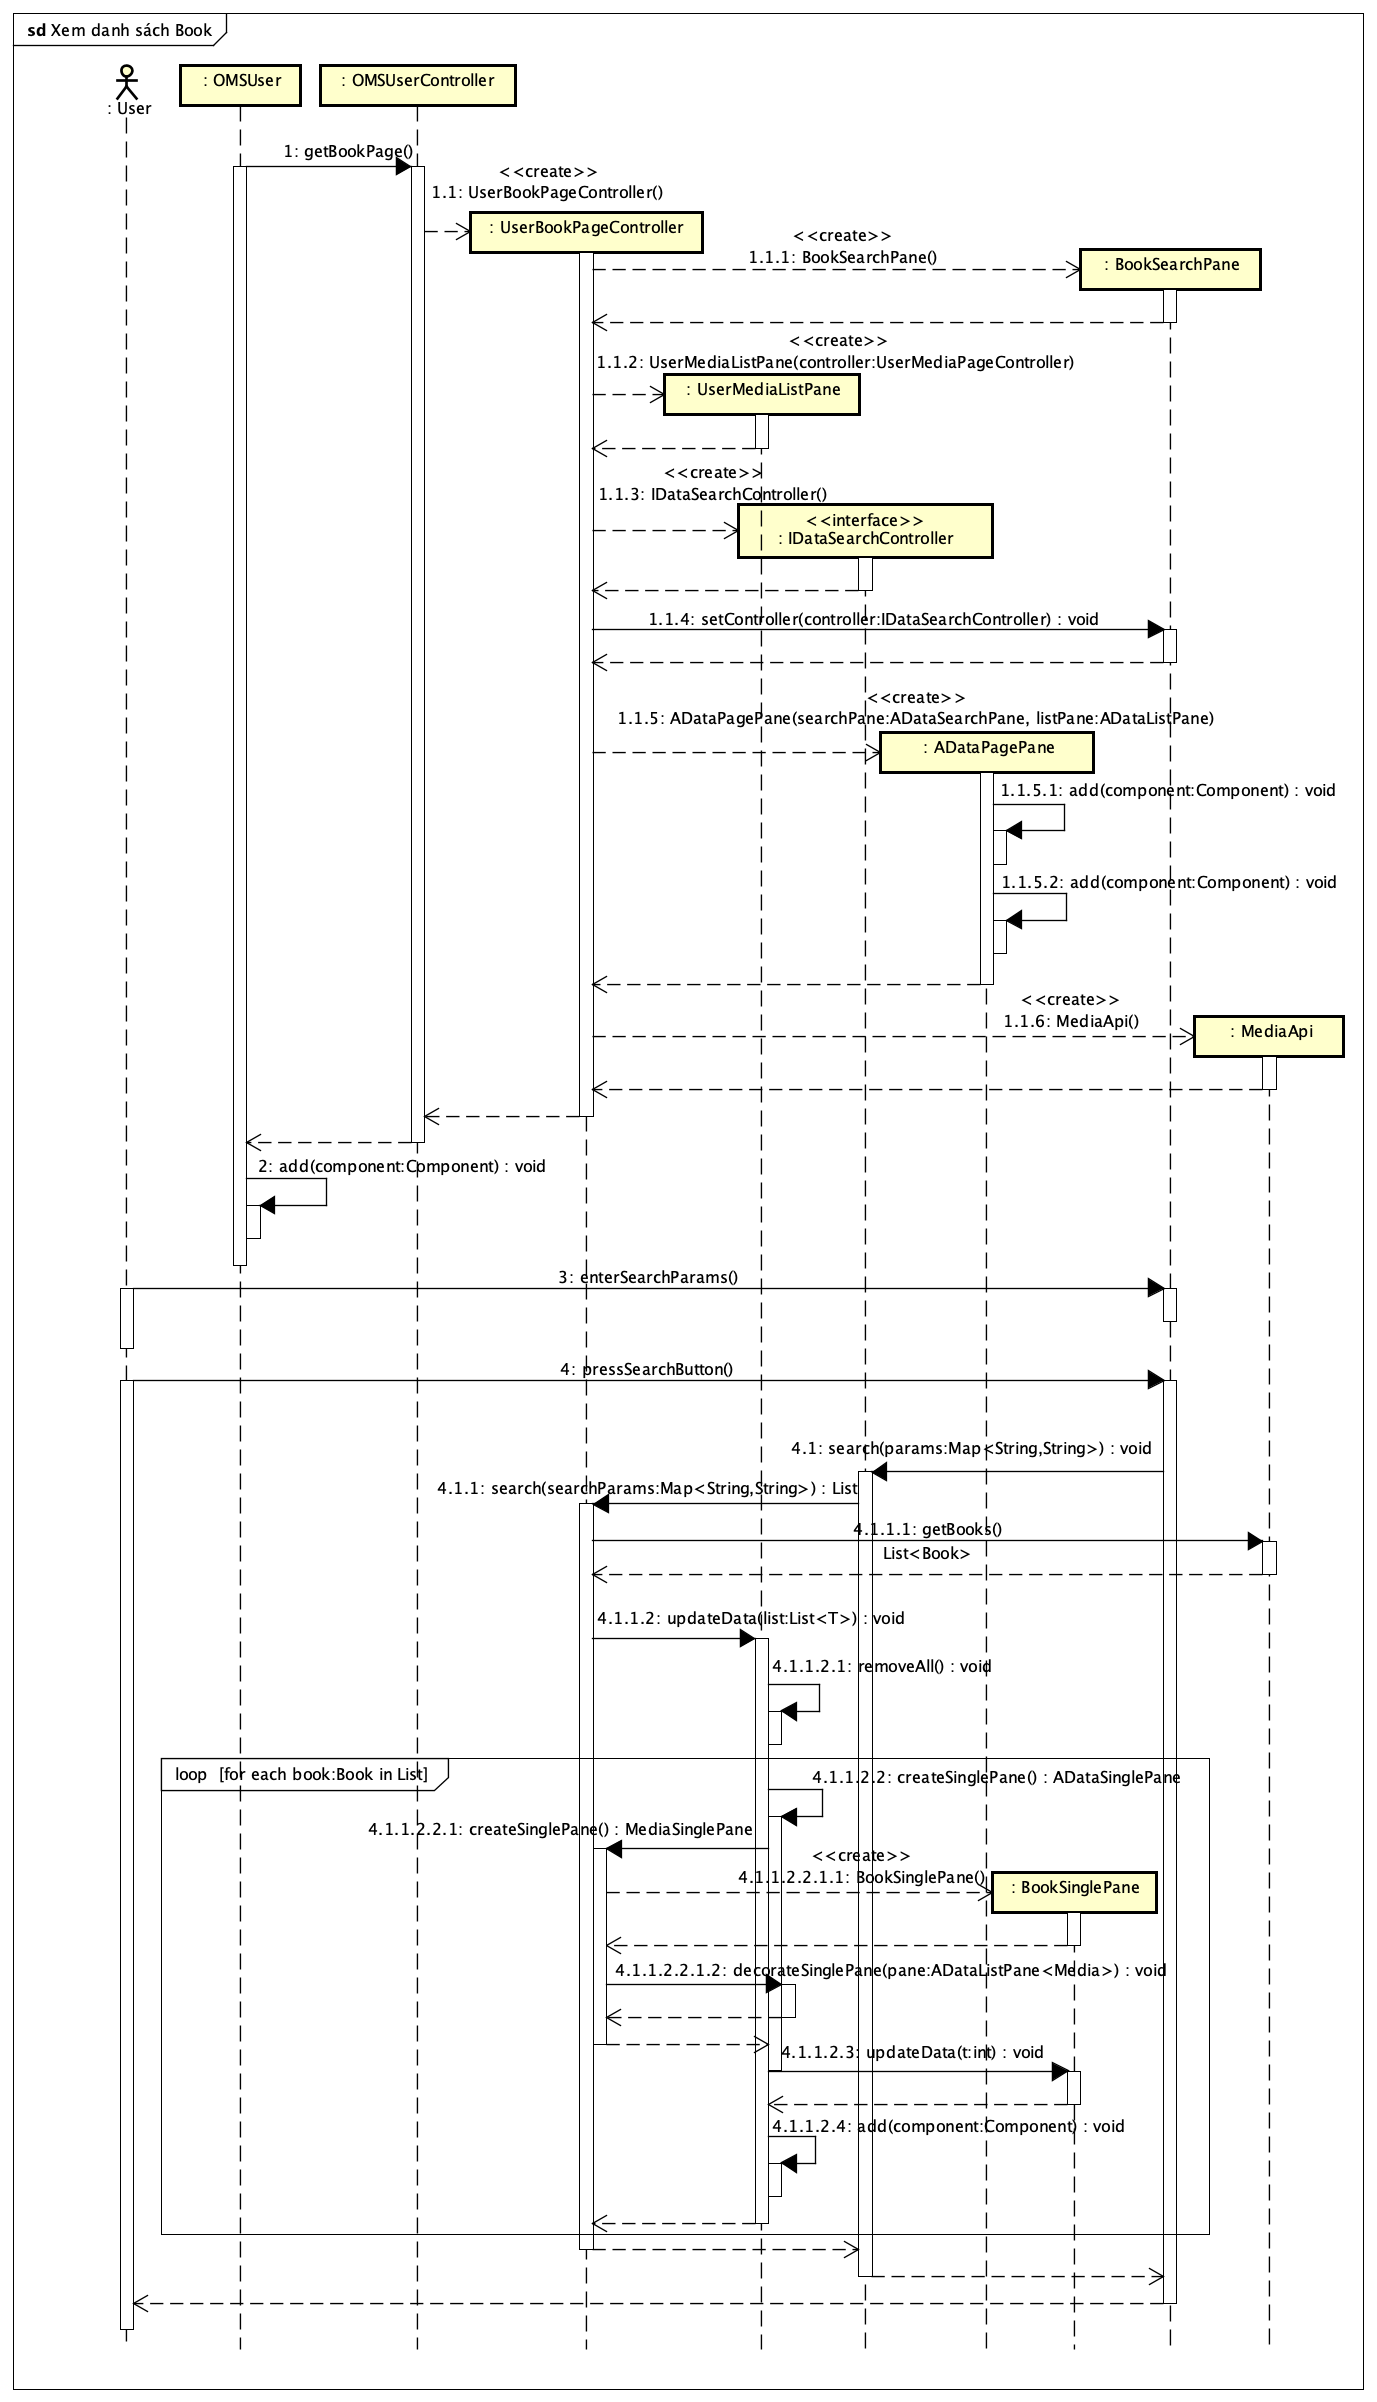 sd Xem danh sách Book
: User
: OMSUser
: OMSUserController
1: getBookPage()
<<create>>
1.1: UserBookPageController()
: UserBookPageController
<<create>>
1.1.1: BookSearchPane()
: BookSearchPane
<<create>>
1.1.2: UserMediaListPane(controller:UserMediaPageController)
: UserMediaListPane
<<create>>
1.1.3: IDataSearchController()
<<interface>>
: IDataSearchController
1.1.4: setController(controller:IDataSearchController) : void
<<create>>
1.1.5: ADataPagePane(searchPane:ADataSearchPane, listPane:ADataListPane)
: ADataPagePane
1.1.5.1: add(component:Component) : void
1.1.5.2: add(component:Component) : void
<<create>>
1.1.6: MediaApi()
: MediaApi
2: add(component:Component) : void
3: enterSearchParams()
4: pressSearchButton()
4.1: search(params:Map<String,String>) : void
4.1.1: search(searchParams:Map<String,String>) : List
4.1.1.1: getBooks()
List<Book>
4.1.1.2: updateData(list:List<T>) : void
4.1.1.2.1: removeAll() : void
loop [for each book:Book in List]
4.1.1.2.2: createSinglePane() : ADataSinglePane
4.1.1.2.2.1: createSinglePane() : MediaSinglePane
<<create>>
4.1.1.2.2.1.1: BookSinglePane()
: BookSinglePane
4.1.1.2.2.1.2: decorateSinglePane(pane:ADataListPane<Media>) : void
4.1.1.2.3: updateData(t:int) : void
4.1.1.2.4: add(component:Component) : void